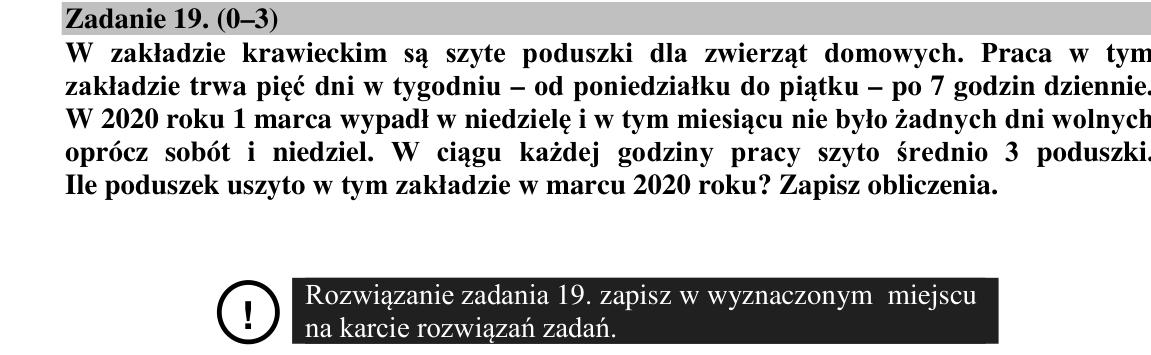 Zadanie 19. (0–3)
W zakładzie krawieckim są szyte poduszki dla zwierząt domowych. Praca w tym
zakładzie trwa pięć dni w tygodniu – od poniedziałku do piątku – po 7 godzin dziennie.
W 2020 roku 1 marca wypadł w niedzielę i w tym miesiącu nie było żadnych dni wolnych
oprócz sobót i niedziel. W ciągu każdej godziny pracy szyto średnio 3 poduszki.
Ile poduszek uszyto w tym zakładzie w marcu 2020 roku? Zapisz obliczenia.
! Rozwiązanie zadania 19. zapisz w wyznaczonym miejscu
na karcie rozwiązań zadań.